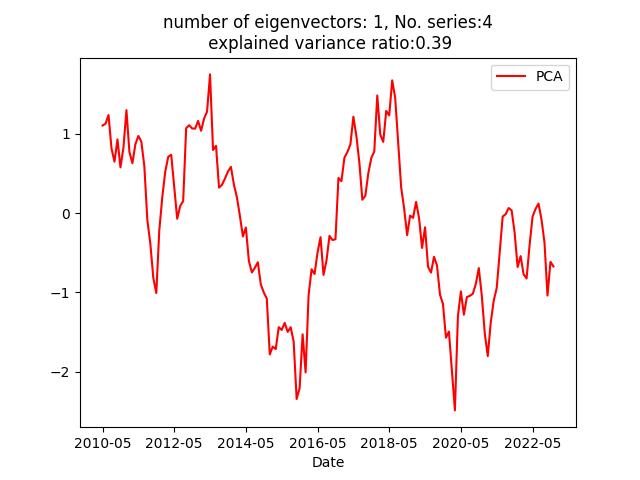 number of eigenvectors: 1, No. series:4
explained variance ratio:0.39
PCA
1
0
−1
−2
2010-05 2012-05 2014-05 2016-05 2018-05 2020-05 2022-05
Date